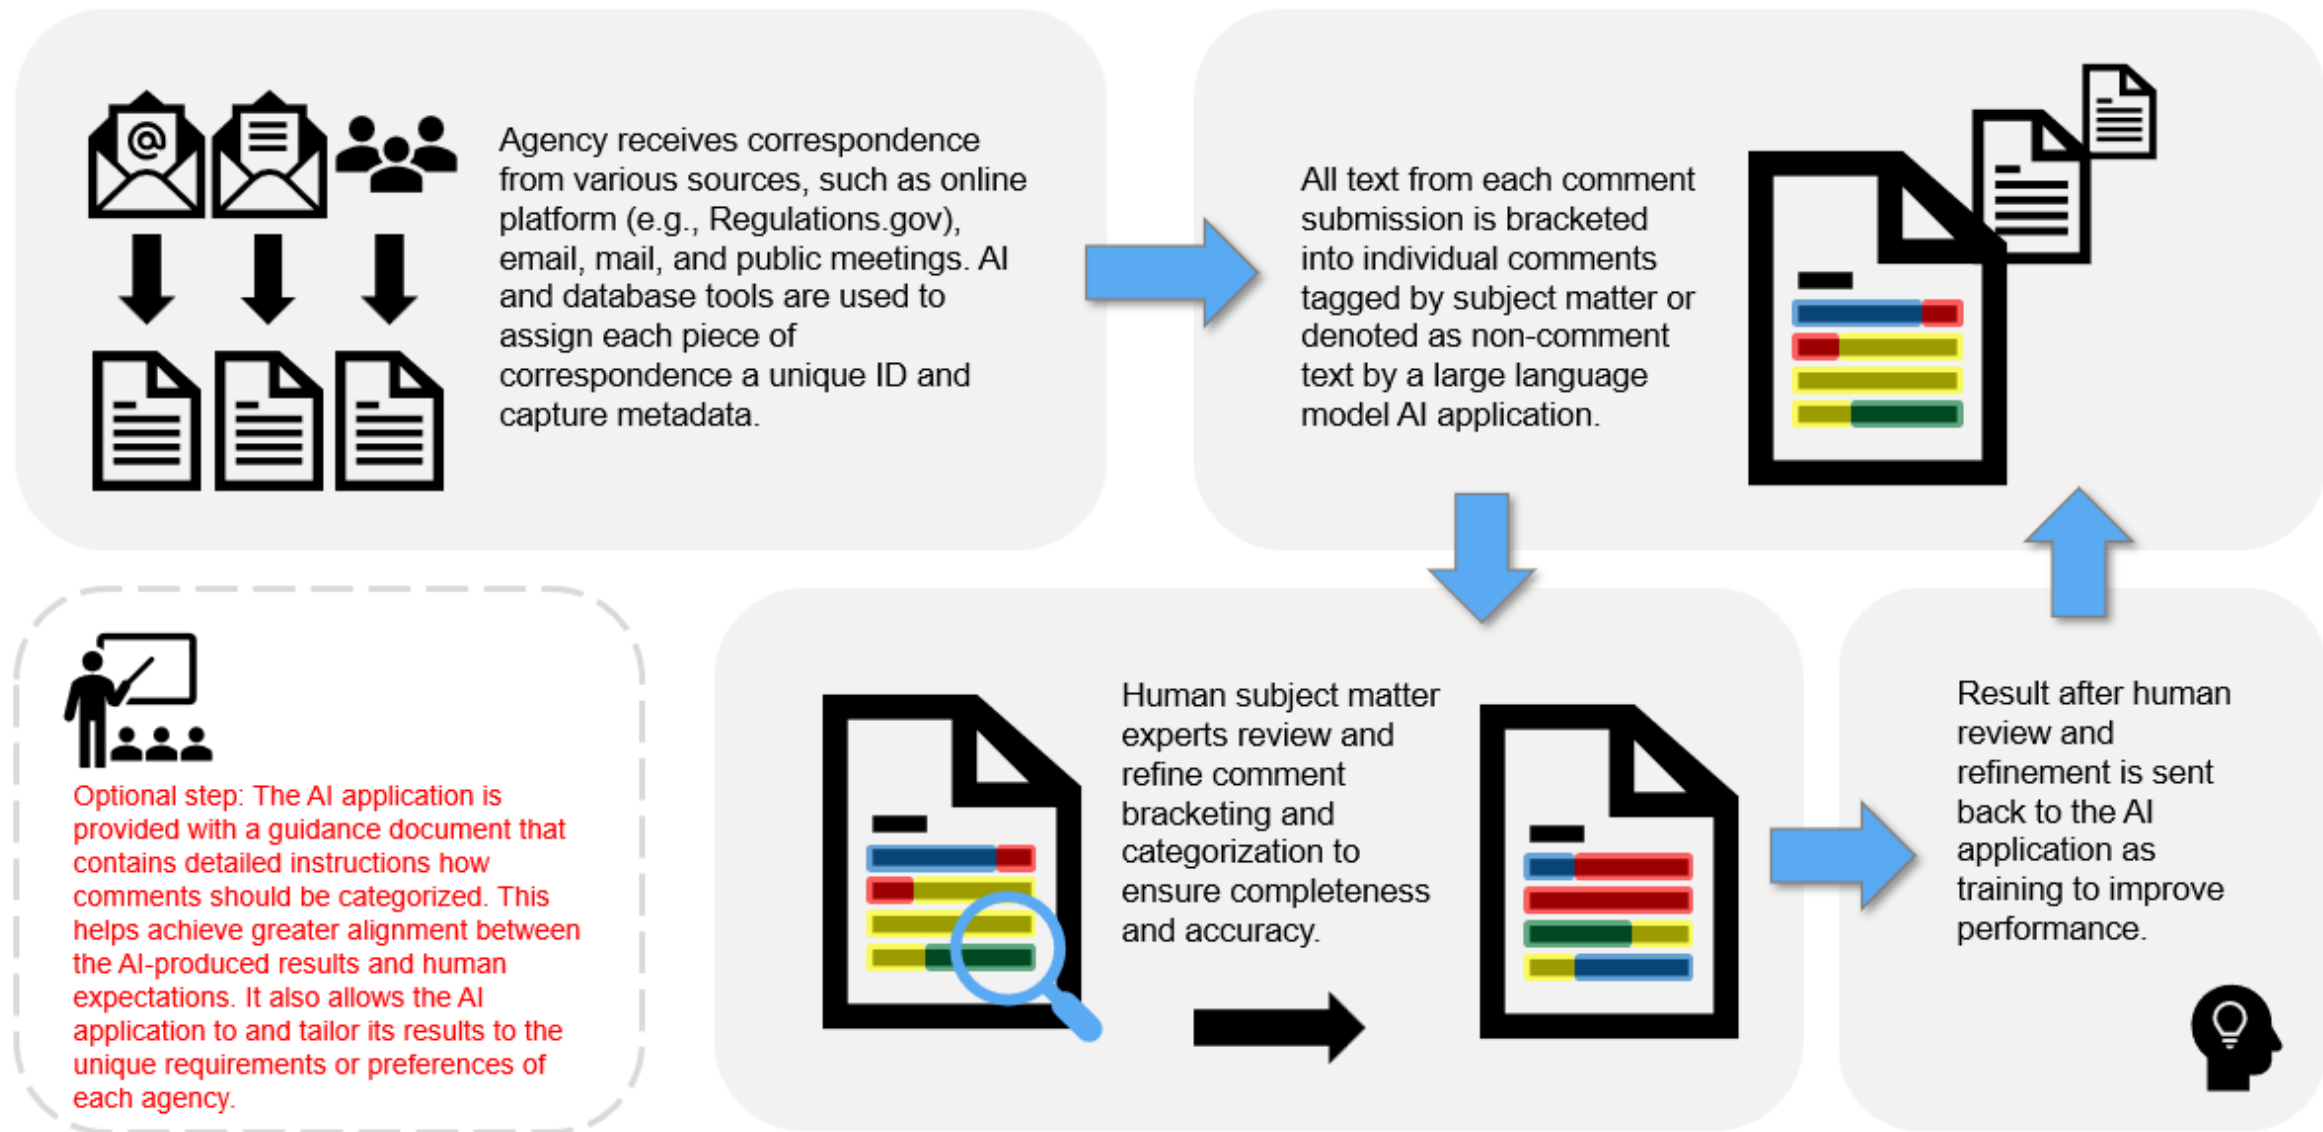 Agency receives correspondence
from various sources, such as online
platform (e.g., Regulations.gov),
email, mail, and public meetings. AI
and database tools are used to
assign each piece of
correspondence a unique ID and
capture metadata.
All text from each comment
submission is bracketed
into individual comments
tagged by subject matter or
denoted as non-comment
text by a large language
model AI application.
Optional step: The AI application is
provided with a guidance document that
contains detailed instructions how
comments should be categorized. This
helps achieve greater alignment between
the AI-produced results and human
expectations. It also allows the AI
application to and tailor its results to the
unique requirements or preferences of
each agency.
Human subject matter
experts review and
refine comment
bracketing and
categorization to
ensure completeness
and accuracy.
Result after human
review and
refinement is sent
back to the AI
application as
training to improve
performance.